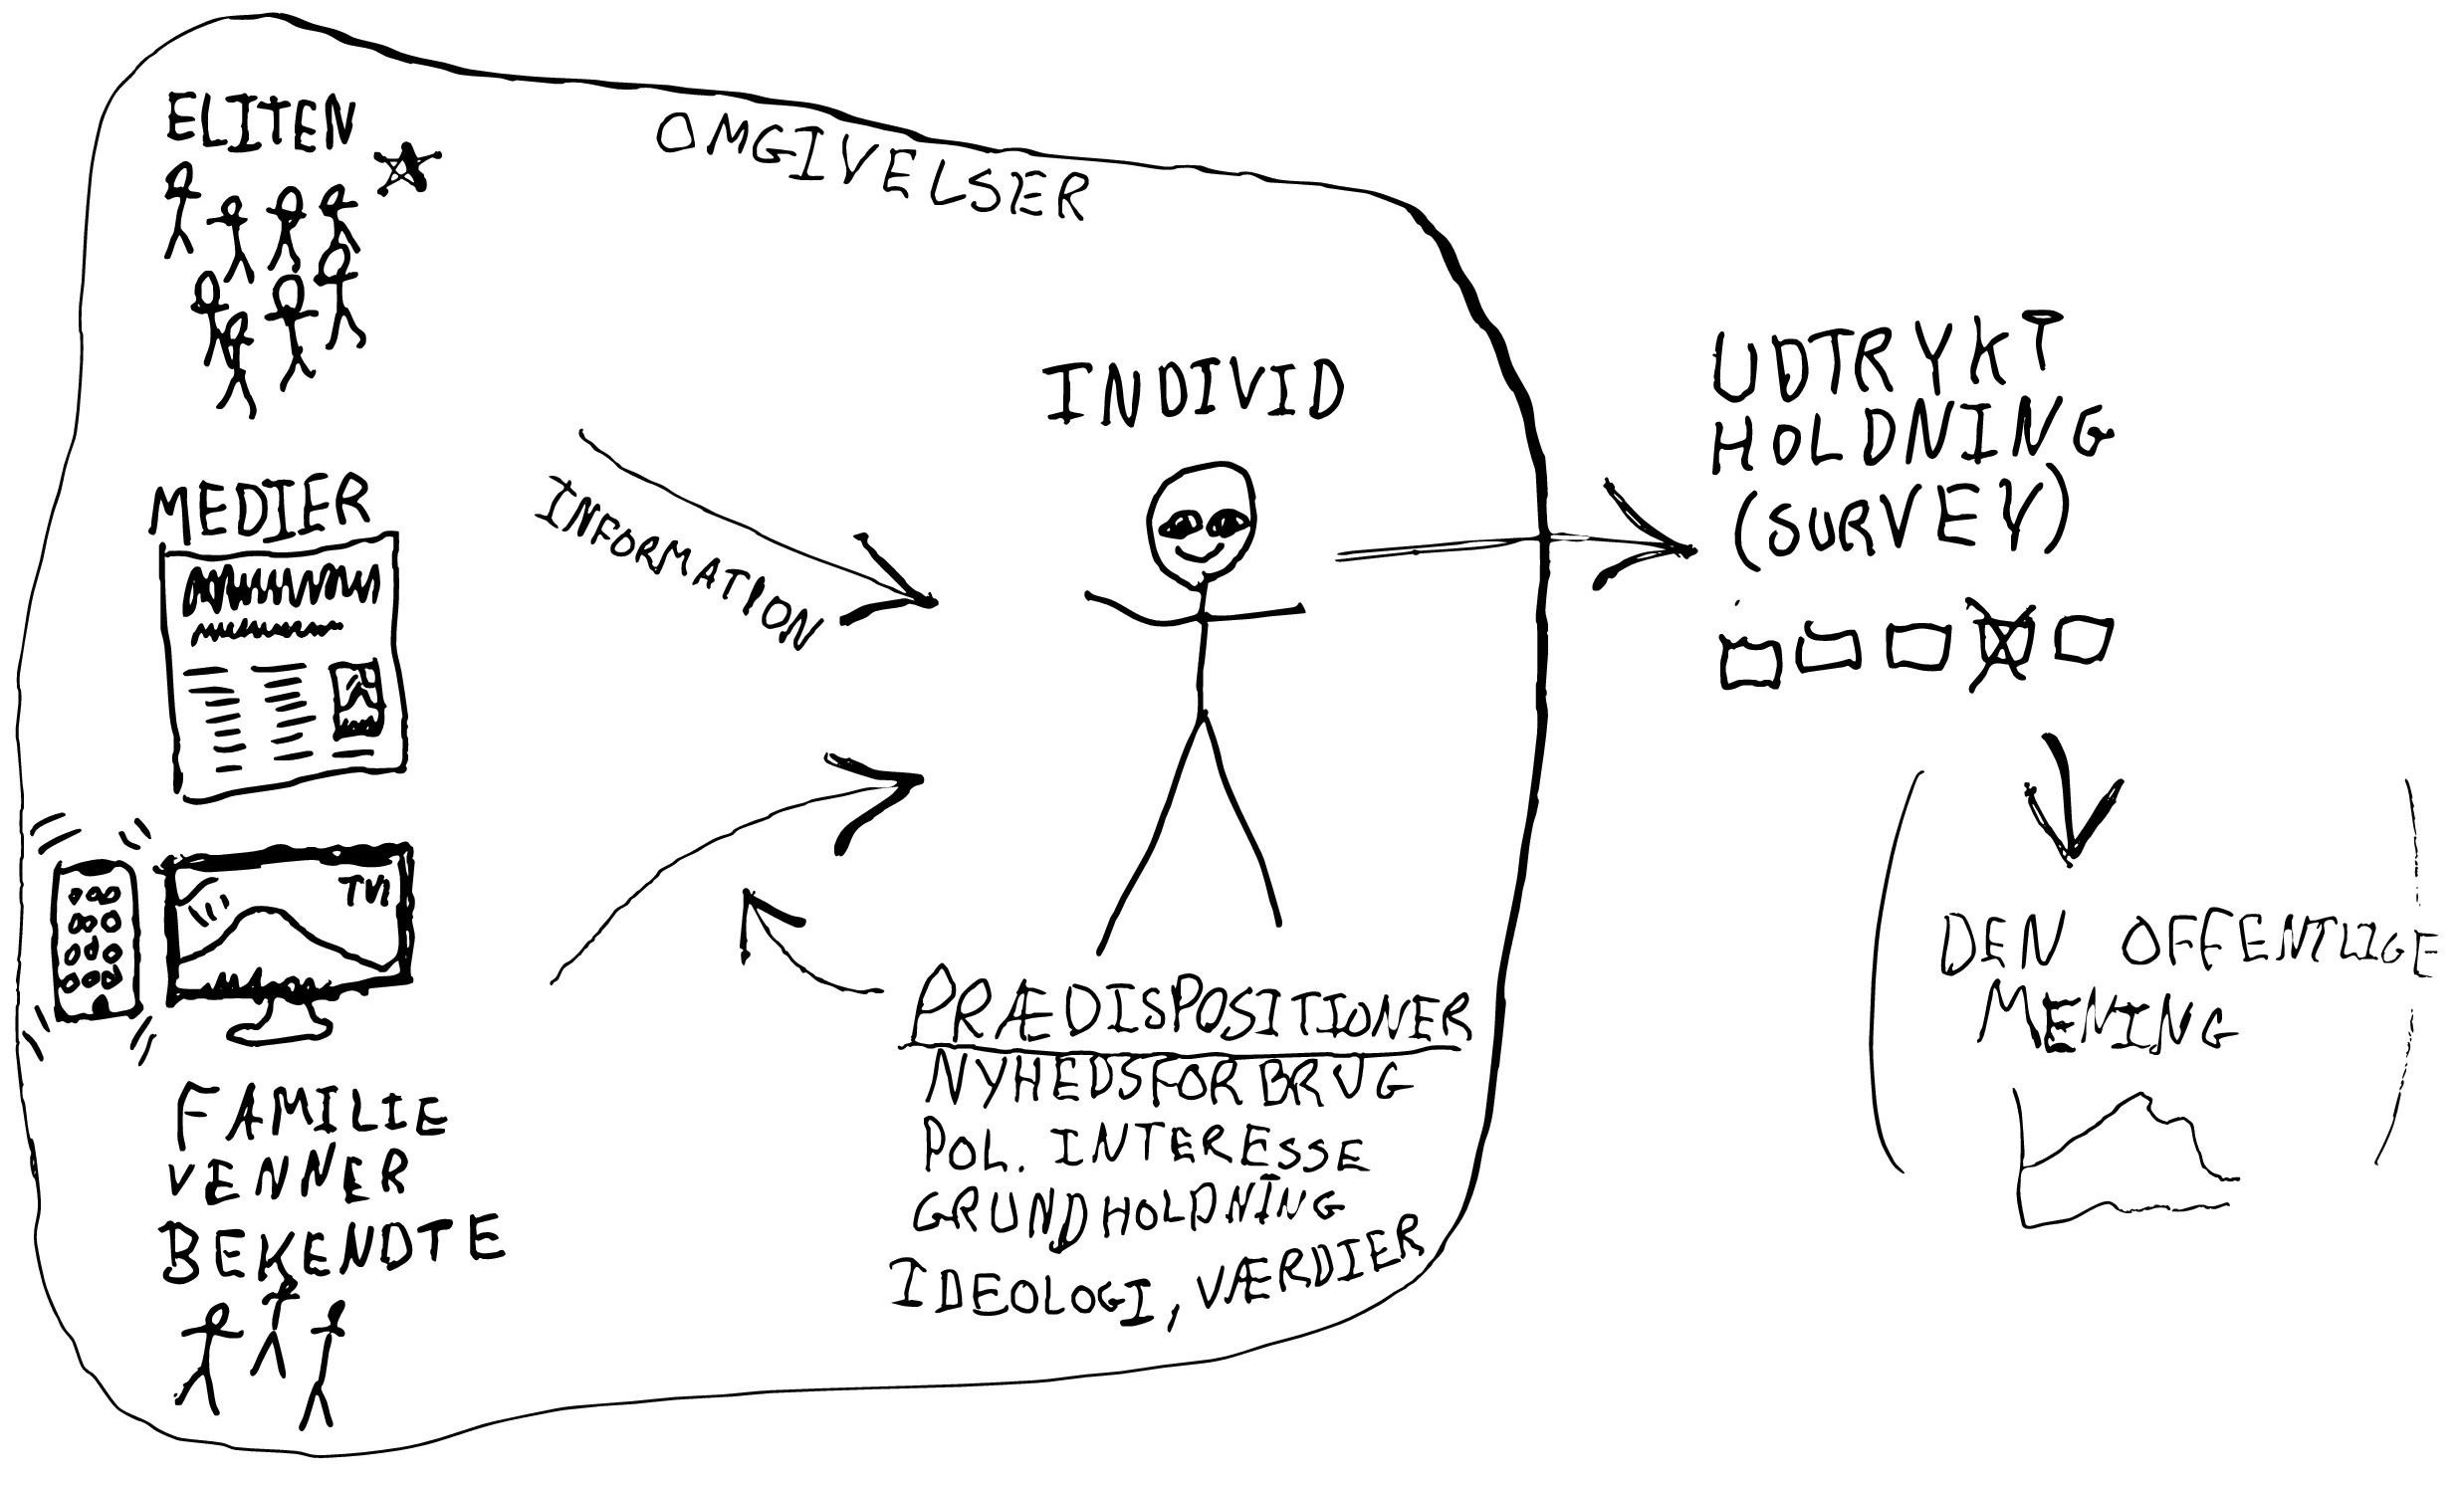 ELITEN
OMGIVELSER
MEDIER
INFORMATION
INDIVID
UDTRYKT
HOLDNING
(SURVEY)
FAMILIE
VENNER
BEKENDTE
PRÆDISPOSITIONER
NYHEDSFORBRUG
POL. INTERESSE
GRUNDHOLDNING
IDEOLOGI, VÆRDIER
DEN OFFENTLIGE
MENING